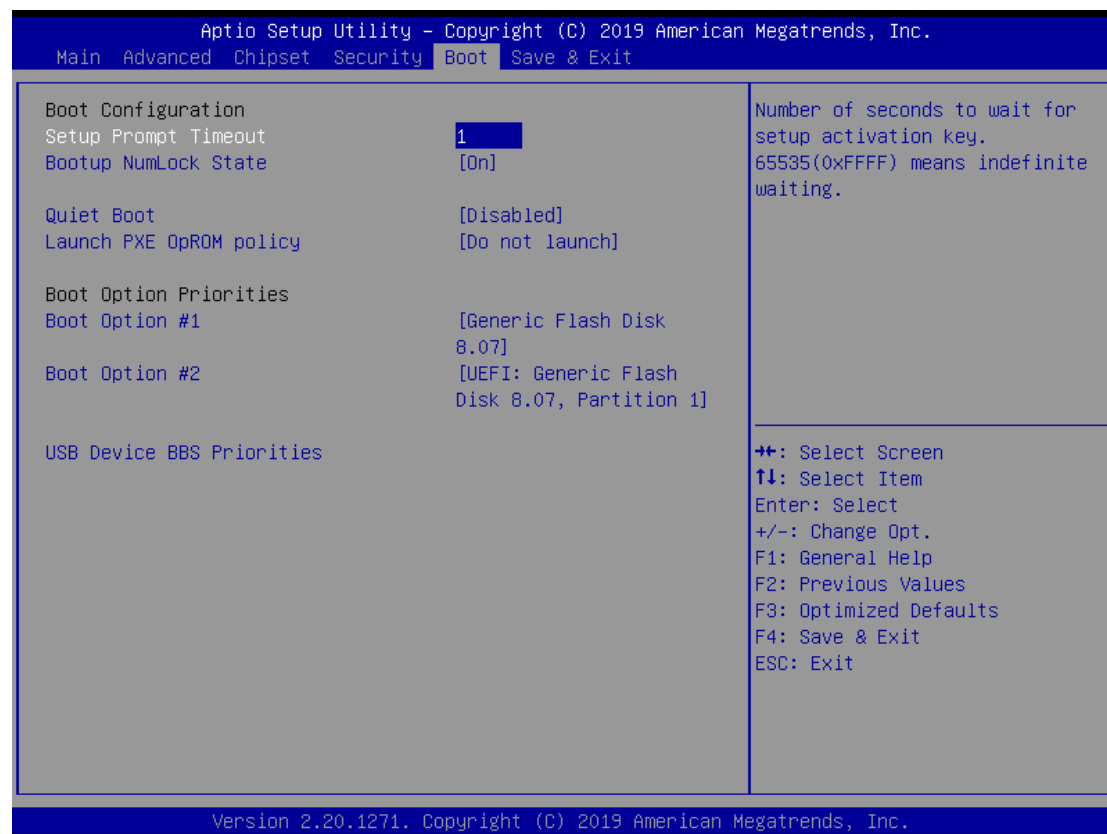 Aptio Setup Utility – Copyright (C) 2019 American Megatrends, Inc.
Main Advanced Chipset Security Boot Save & Exit
Boot Configuration
Setup Prompt Timeout 1
Bootup NumLock State [On]
Quiet Boot [Disabled]
Launch PXE OpROM policy [Do not launch]
Boot Option Priorities
Boot Option #1 [Generic Flash Disk
8.07]
Boot Option #2 [UEFI: Generic Flash
Disk 8.07, Partition 1]
USB Device BBS Priorities
Number of seconds to wait for
setup activation key.
65535(0xFFFF) means indefinite
waiting.
→←: Select Screen
↑↓: Select Item
Enter: Select
+/-: Change Opt.
F1: General Help
F2: Previous Values
F3: Optimized Defaults
F4: Save & Exit
ESC: Exit
Version 2.20.1271. Copyright (C) 2019 American Megatrends, Inc.